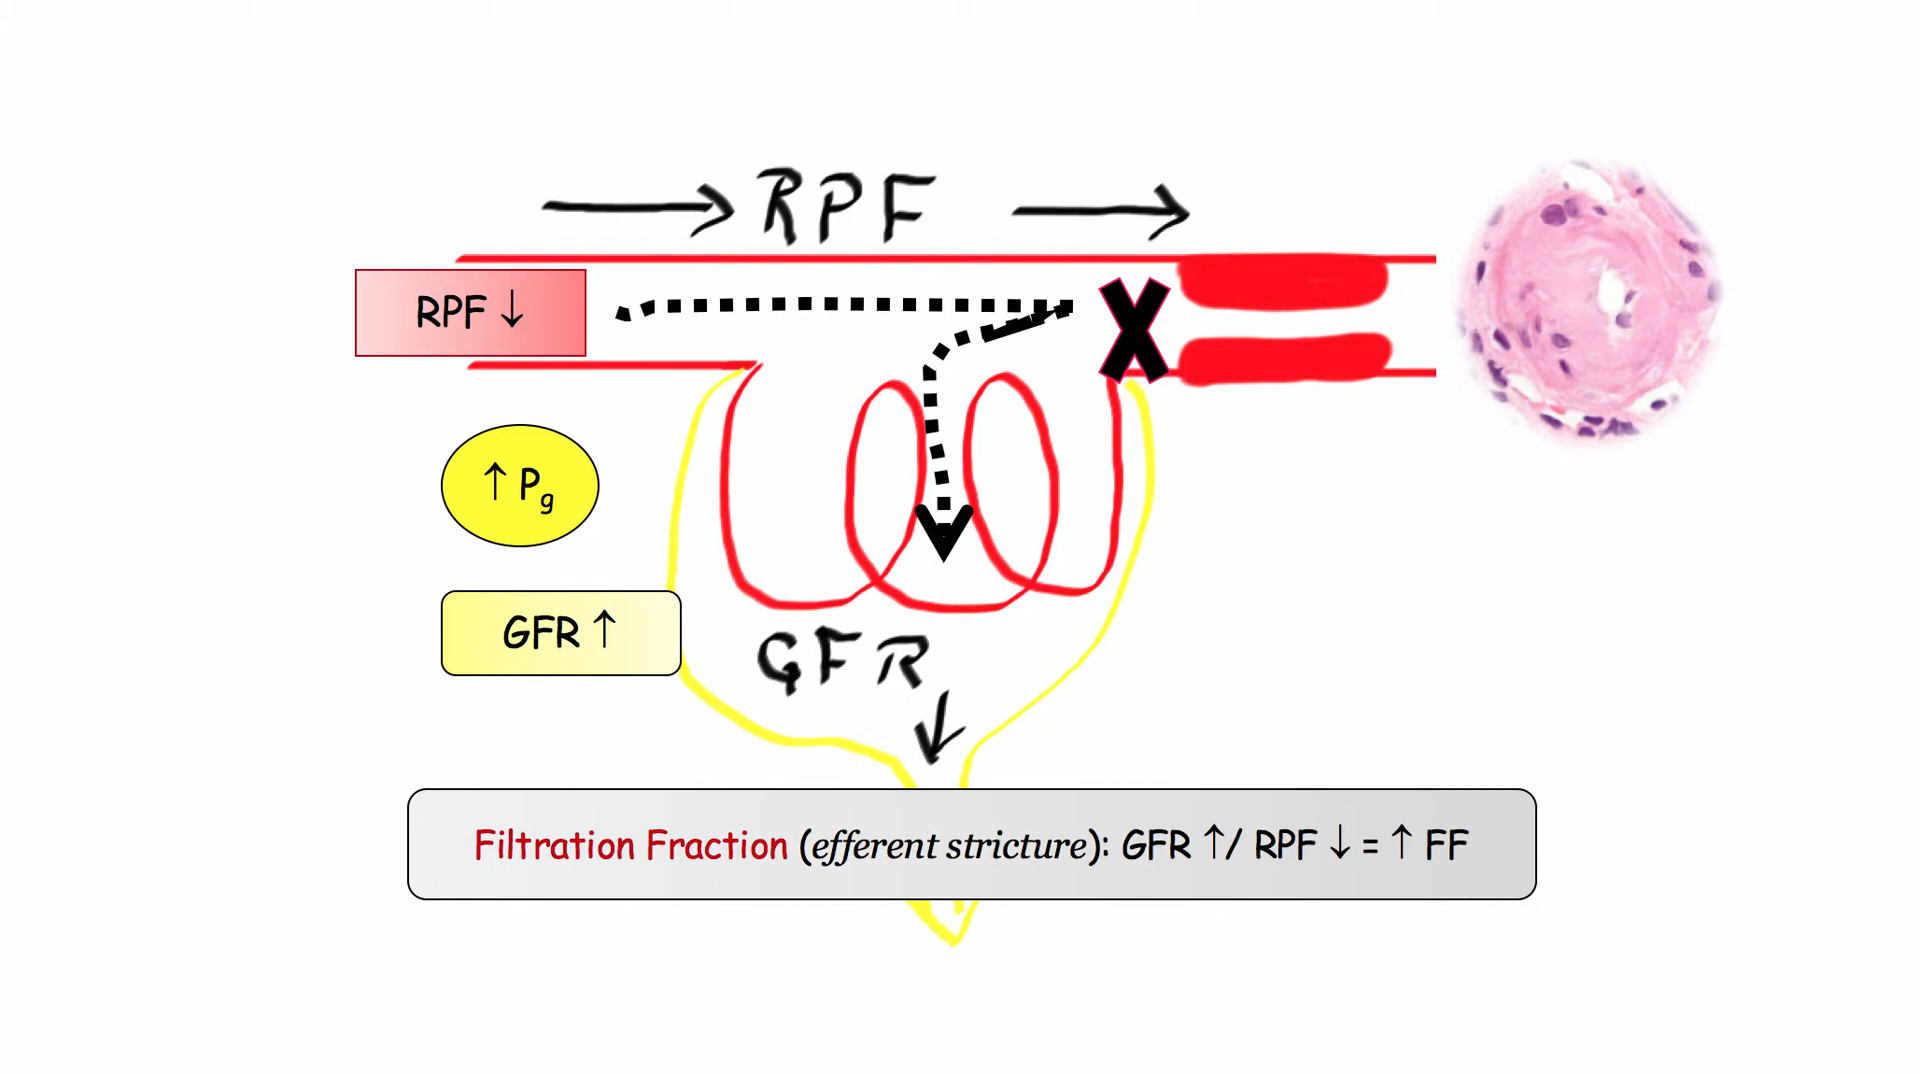 RPF
RPF ↓
↑ Pg
GFR ↑
GFR
Filtration Fraction (efferent stricture): GFR ↑/ RPF ↓ = ↑ FF